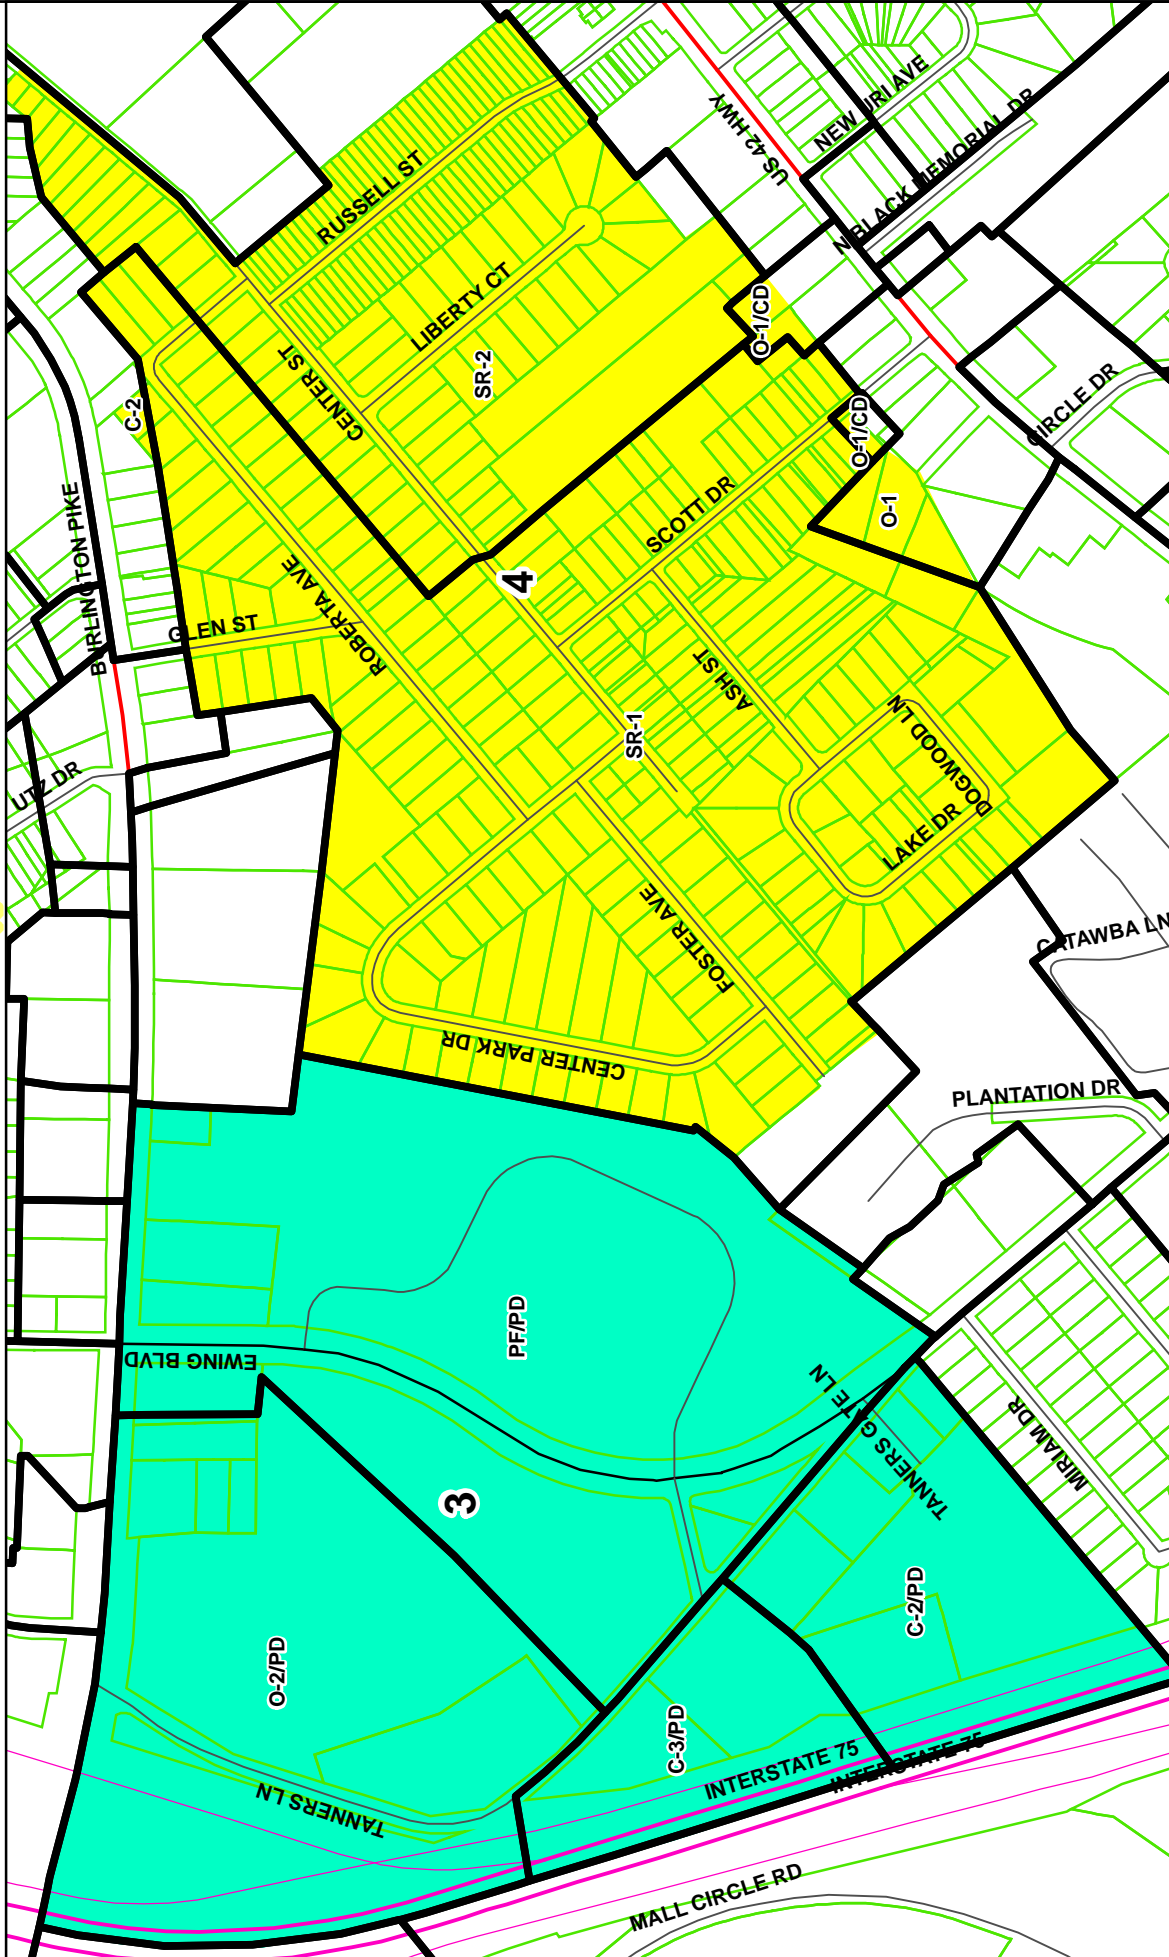 US 42 HWY
NEW URI AVE
N BLACK MEMORIAL DR
RUSSELL ST
LIBERTY CT
CENTER ST
SR-2
O-1/CD
C-2
CIRCLE DR
O-1/CD
O-1
SCOTT DR
BURLINGTON PIKE
ROBERTA AVE
4
GLEN ST
ASH ST
SR-1
DOGWOOD LN
UTZ DR
LAKE DR
FOSTER AVE
CATAWBA LN
CENTER PARK DR
PLANTATION DR
PF/PD
EWING BLVD
TANNERS GATE LN
MIRIAM DR
3
C-2/PD
O-2/PD
C-3/PD
INTERSTATE 75
INTERSTATE 75
TANNERS LN
MALL CIRCLE RD